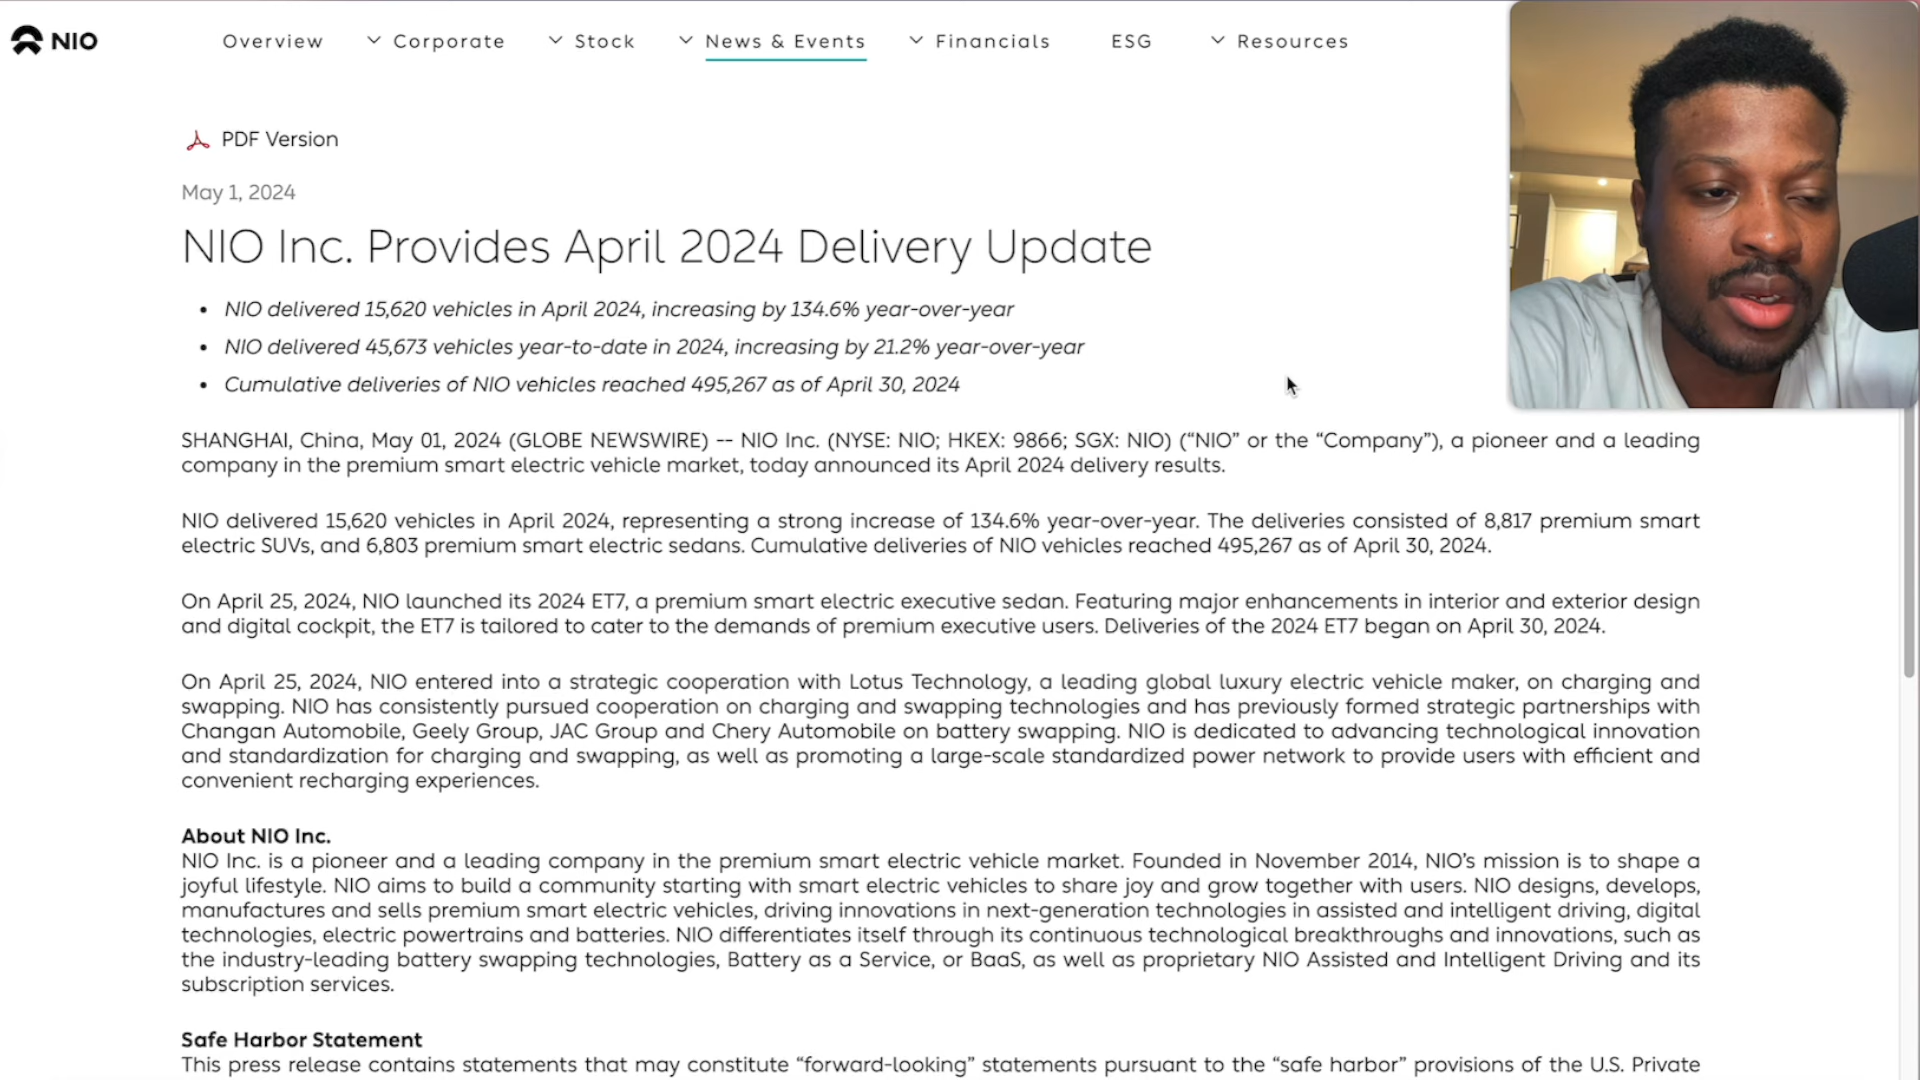 NIO
Overview
Corporate
Stock
News & Events
Financials
ESG
Resources
PDF Version
May 1, 2024
NIO Inc. Provides April 2024 Delivery Update
• NIO delivered 15,620 vehicles in April 2024, increasing by 134.6% year-over-year
• NIO delivered 45,673 vehicles year-to-date in 2024, increasing by 21.2% year-over-year
• Cumulative deliveries of NIO vehicles reached 495,267 as of April 30, 2024
SHANGHAI, China, May 01, 2024 (GLOBE NEWSWIRE) -- NIO Inc. (NYSE: NIO; HKEX: 9866; SGX: NIO) (“NIO” or the “Company”), a pioneer and a leading
company in the premium smart electric vehicle market, today announced its April 2024 delivery results.
NIO delivered 15,620 vehicles in April 2024, representing a strong increase of 134.6% year-over-year. The deliveries consisted of 8,817 premium smart
electric SUVs, and 6,803 premium smart electric sedans. Cumulative deliveries of NIO vehicles reached 495,267 as of April 30, 2024.
On April 25, 2024, NIO launched its 2024 ET7, a premium smart electric executive sedan. Featuring major enhancements in interior and exterior design
and digital cockpit, the ET7 is tailored to cater to the demands of premium executive users. Deliveries of the 2024 ET7 began on April 30, 2024.
On April 25, 2024, NIO entered into a strategic cooperation with Lotus Technology, a leading global luxury electric vehicle maker, on charging and
swapping. NIO has consistently pursued cooperation on charging and swapping technologies and has previously formed strategic partnerships with
Changan Automobile, Geely Group, JAC Group and Chery Automobile on battery swapping. NIO is dedicated to advancing technological innovation
and standardization for charging and swapping, as well as promoting a large-scale standardized power network to provide users with efficient and
convenient recharging experiences.
About NIO Inc.
NIO Inc. is a pioneer and a leading company in the premium smart electric vehicle market. Founded in November 2014, NIO’s mission is to shape a
joyful lifestyle. NIO aims to build a community starting with smart electric vehicles to share joy and grow together with users. NIO designs, develops,
manufactures and sells premium smart electric vehicles, driving innovations in next-generation technologies in assisted and intelligent driving, digital
technologies, electric powertrains and batteries. NIO differentiates itself through its continuous technological breakthroughs and innovations, such as
the industry-leading battery swapping technologies, Battery as a Service, or BaaS, as well as proprietary NIO Assisted and Intelligent Driving and its
subscription services.
Safe Harbor Statement
This press release contains statements that may constitute “forward-looking” statements pursuant to the “safe harbor” provisions of the U.S. Private